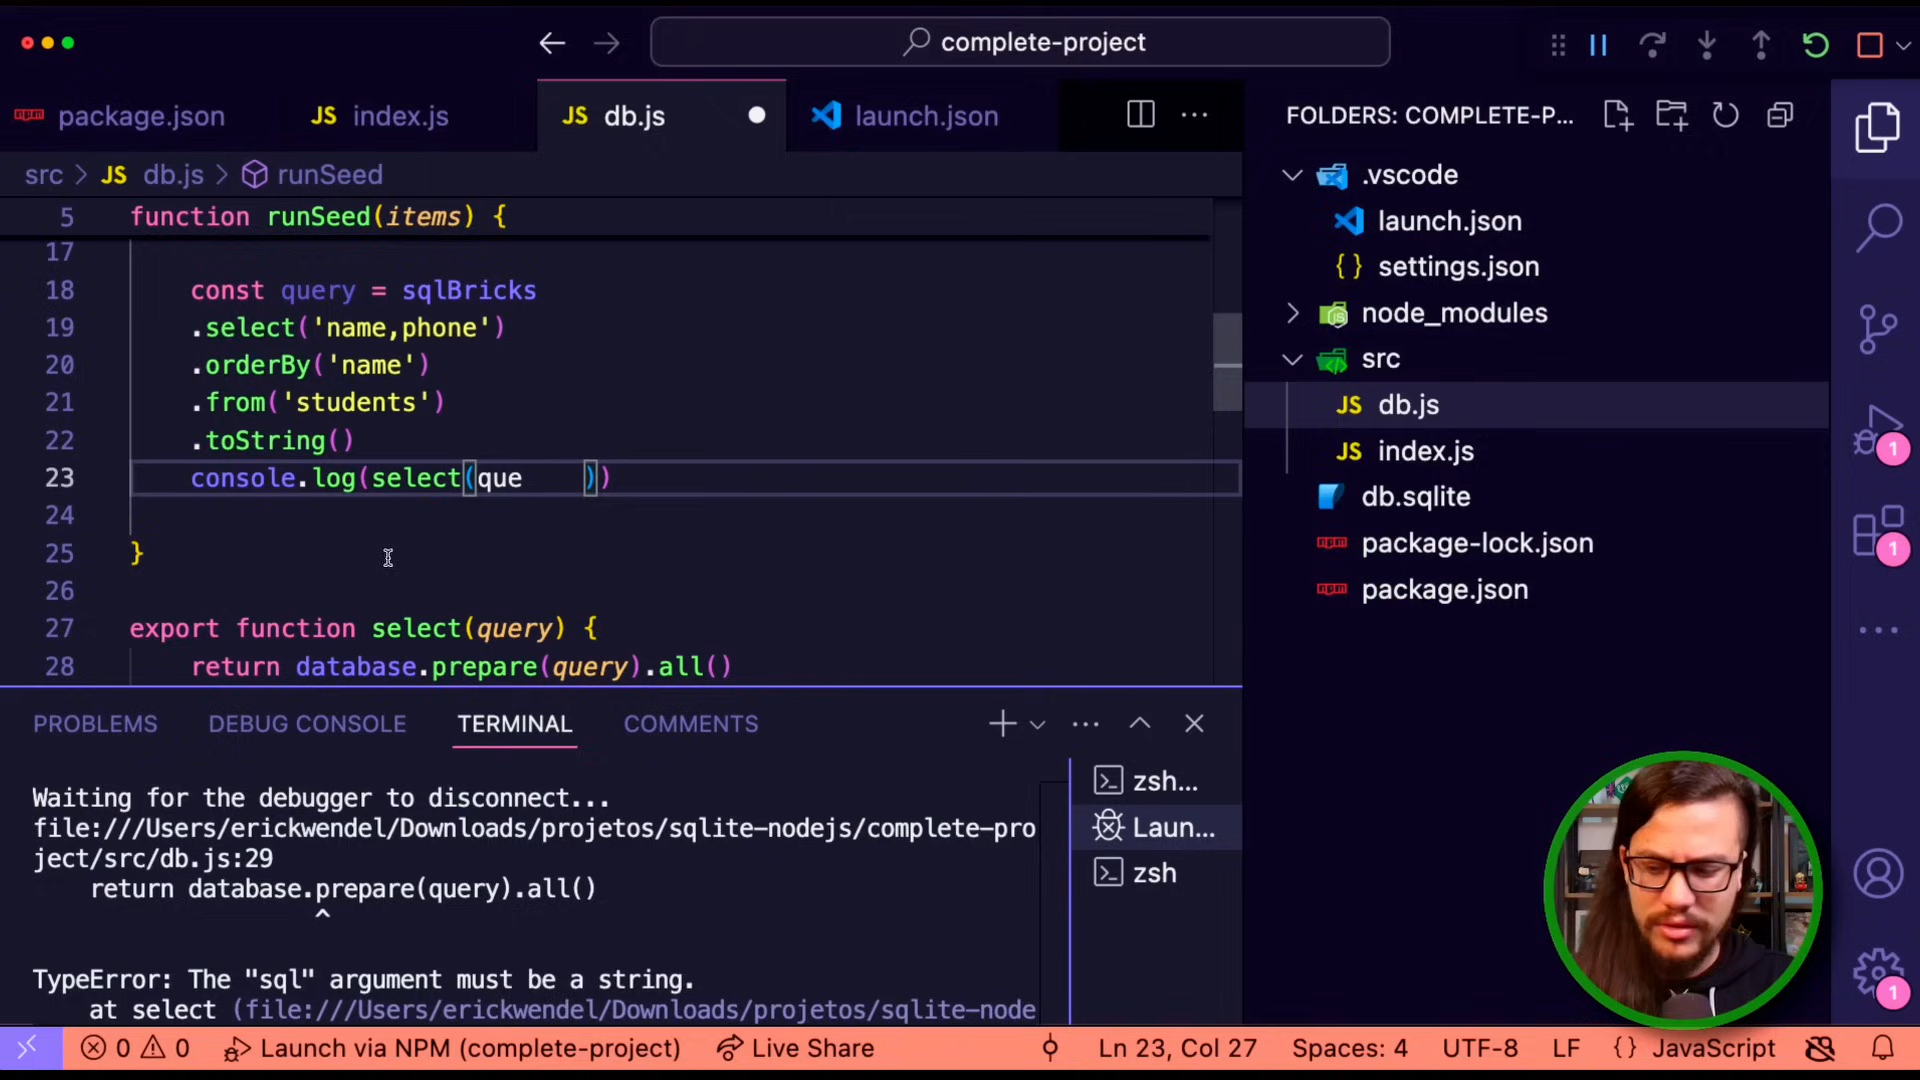 complete-project
package.json
JS index.js
JS db.js
launch.json
FOLDERS: COMPLETE-P...
src > JS db.js > runSeed
5 function runSeed(items) {
17
18 const query = sqlBricks
19 .select('name,phone')
20 .orderBy('name')
21 .from('students')
22 .toString()
23 console.log(select(que    ))
24
25 }
26
27 export function select(query) {
28 return database.prepare(query).all()
.vscode
launch.json
{ } settings.json
node_modules
src
JS db.js
JS index.js
db.sqlite
package-lock.json
package.json
1
1
1
PROBLEMS DEBUG CONSOLE TERMINAL COMMENTS
Waiting for the debugger to disconnect...
file:///Users/erickwendel/Downloads/projetos/sqlite-nodejs/complete-pro
ject/src/db.js:29
return database.prepare(query).all()
^
TypeError: The "sql" argument must be a string.
at select (file:///Users/erickwendel/Downloads/projetos/sqlite-node
zsh...
Laun...
zsh
0 0 Launch via NPM (complete-project) Live Share Ln 23, Col 27 Spaces: 4 UTF-8 LF { } JavaScript